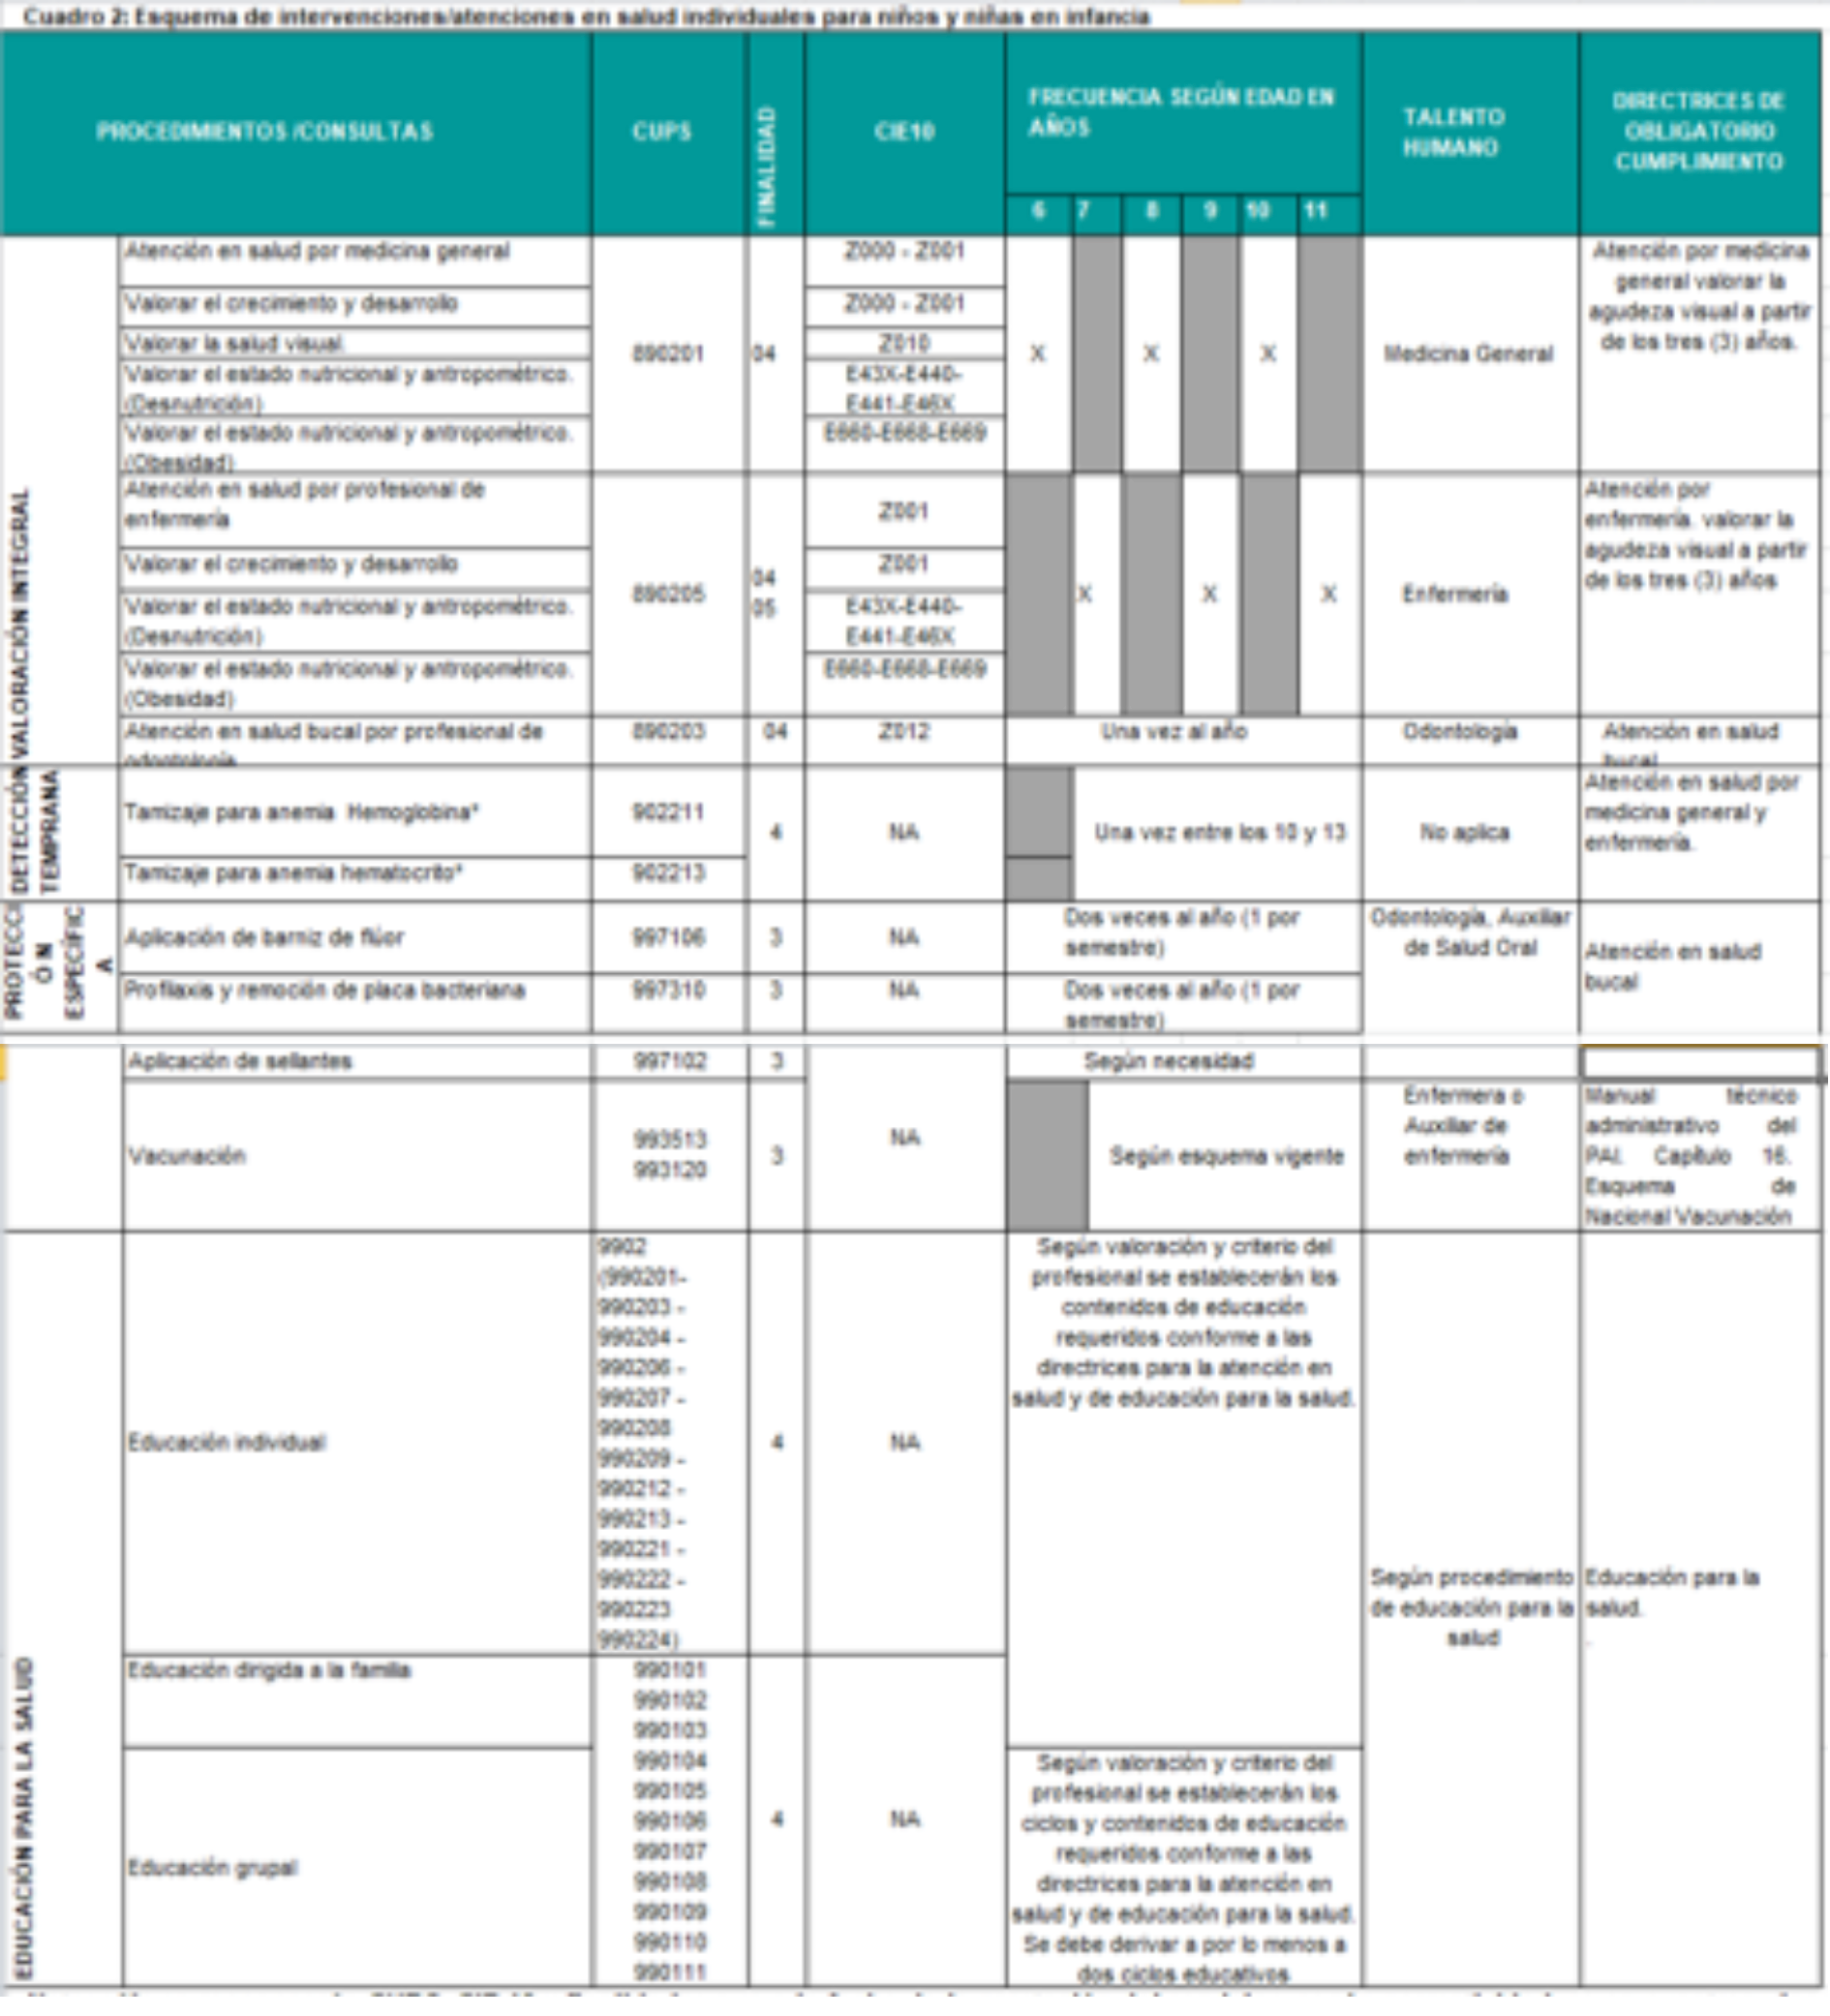 Cuadro 2: Esquema de intervenciones/atenciones en salud individuales para niños y niñas en infancia
PROCEDIMIENTOS /CONSULTAS
CUPS
FINALIDAD
CIE10
FRECUENCIA SEGÚN EDAD EN
AÑOS
6 7 8 9 10 11
TALENTO
HUMANO
DIRECTRICES DE
OBLIGATORIO
CUMPLIMIENTO
VALORACIÓN INTEGRAL
Atención en salud por medicina general
Z000 - Z001
Valorar el crecimiento y desarrollo
Z000 - Z001
Valorar la salud visual.
Z010
Valorar el estado nutricional y antropométrico.
(Desnutrición)
E43X-E440-
E441-E46X
Valorar el estado nutricional y antropométrico.
(Obesidad)
E660-E668-E669
890201
04
X X X
Medicina General
Atención por medicina
general valorar la
agudeza visual a partir
de los tres (3) años.
Atención en salud por profesional de
enfermería
Z001
Valorar el crecimiento y desarrollo
Z001
Valorar el estado nutricional y antropométrico.
(Desnutrición)
E43X-E440-
E441-E46X
Valorar el estado nutricional y antropométrico.
(Obesidad)
E660-E668-E669
890205
04
05
X X X
Enfermería
Atención por
enfermería. valorar la
agudeza visual a partir
de los tres (3) años
Atención en salud bucal por profesional de
odontología
890203
04
Z012
Una vez al año
Odontología
Atención en salud
bucal
DETECCIÓN
TEMPRANA
Tamizaje para anemia Hemoglobina*
902211
Tamizaje para anemia hematocrito*
902213
4
NA
Una vez entre los 10 y 13
No aplica
Atención en salud por
medicina general y
enfermería.
PROTECCI
ÓN
ESPECÍFIC
A
Aplicación de barniz de flúor
997106
3
NA
Dos veces al año (1 por
semestre)
Odontología, Auxiliar
de Salud Oral
Atención en salud
bucal
Profilaxis y remoción de placa bacteriana
997310
3
NA
Dos veces al año (1 por
semestre)
Aplicación de sellantes
997102
3
Según necesidad
Vacunación
993513
993120
3
NA
Según esquema vigente
Enfermera o
Auxiliar de
enfermería
Manual técnico
administrativo del
PAI. Capítulo 16.
Esquema de
Nacional Vacunación
EDUCACIÓN PARA LA SALUD
Educación individual
9902
(990201-
990203 -
990204 -
990206 -
990207 -
990208
990209 -
990212 -
990213 -
990221 -
990222 -
990223
990224)
4
NA
Según valoración y criterio del
profesional se establecerán los
contenidos de educación
requeridos conforme a las
directrices para la atención en
salud y de educación para la salud.
Según procedimiento
de educación para la
salud
Educación para la
salud.
.
Educación dirigida a la familia
Educación grupal
990101
990102
990103
990104
990105
990106
990107
990108
990109
990110
990111
4
NA
Según valoración y criterio del
profesional se establecerán los
ciclos y contenidos de educación
requeridos conforme a las
directrices para la atención en
salud y de educación para la salud.
Se debe derivar a por lo menos a
dos ciclos educativos